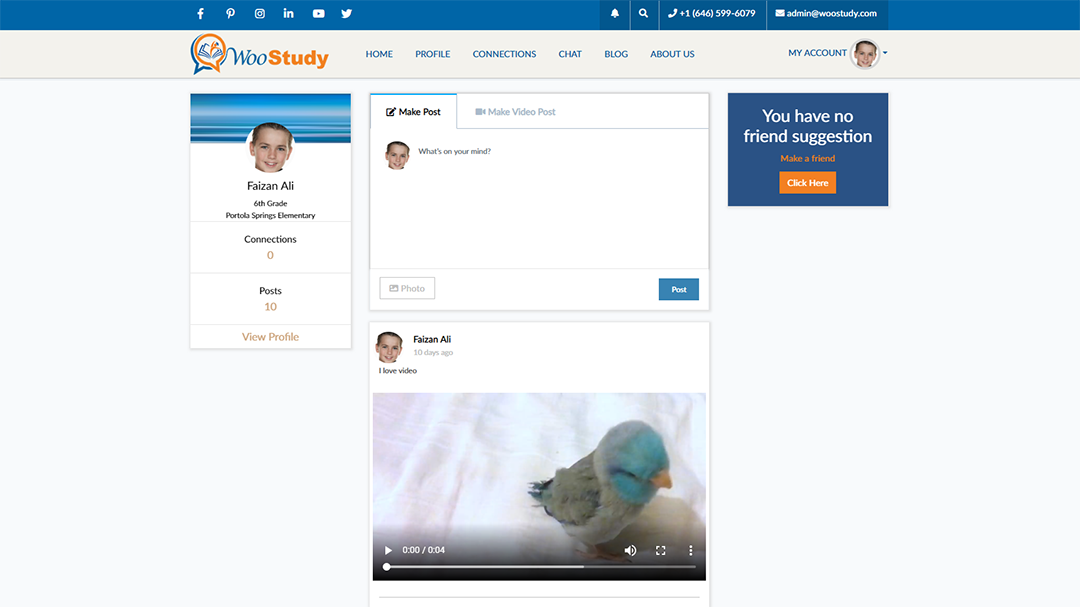 +1 (646) 599-6079
admin@woostudy.com
WooStudy
HOME
PROFILE
CONNECTIONS
CHAT
BLOG
ABOUT US
MY ACCOUNT
Faizan Ali
6th Grade
Portola Springs Elementary
Connections
0
Posts
10
View Profile
Make Post
Make Video Post
What's on your mind?
Photo
Post
Faizan Ali
10 days ago
I love video
0:00 / 0:04
You have no
friend suggestion
Make a friend
Click Here